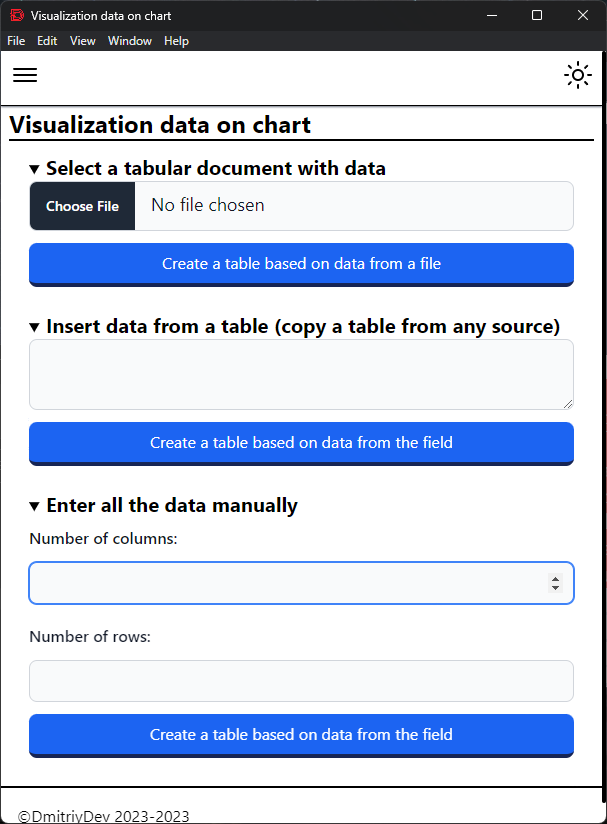 Visualization data on chart
File Edit View Window Help
Visualization data on chart
Select a tabular document with data
Choose File No file chosen
Create a table based on data from a file
Insert data from a table (copy a table from any source)
Create a table based on data from the field
Enter all the data manually
Number of columns:
Number of rows:
Create a table based on data from the field
©DmitriyDev 2023-2023